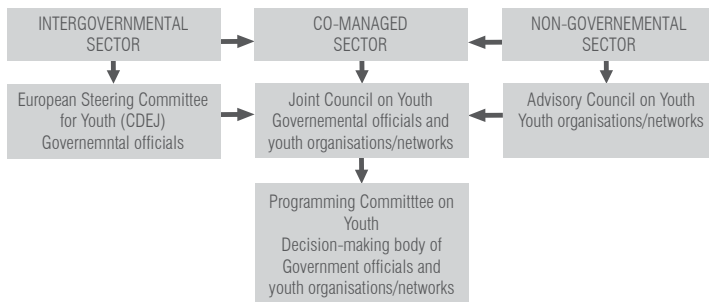 INTERGOVERNMENTAL
SECTOR
CO-MANAGED
SECTOR
NON-GOVERNEMENTAL
SECTOR
European Steering Committee
for Youth (CDEJ)
Governemntal officials
Joint Council on Youth
Governemental officials and
youth organisations/networks
Advisory Council on Youth
Youth organisations/networks
Programming Committtee on
Youth
Decision-making body of
Government officials and
youth organisations/networks